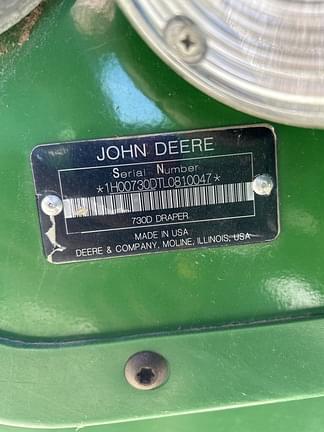 JOHN DEERE
Serial Number
*1H00730DTL0810047*
730D DRAPER
MADE IN USA
DEERE & COMPANY, MOLINE, ILLINOIS, USA